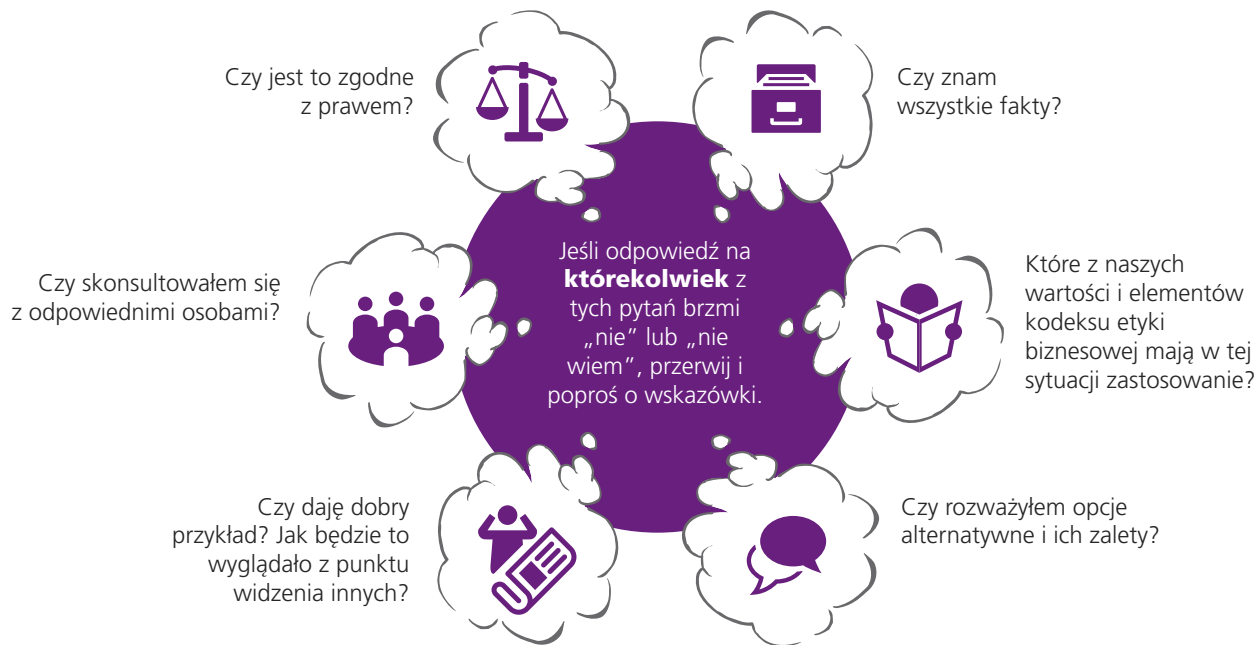 Czy jest to zgodne
z prawem?
Czy znam
wszystkie fakty?
Czy skonsultowałem się
z odpowiednimi osobami?
Jeśli odpowiedź na
którekolwiek z
tych pytań brzmi
„nie” lub „nie
wiem”, przerwij i
poproś o wskazówki.
Które z naszych
wartości i elementów
kodeksu etyki
biznesowej mają w tej
sytuacji zastosowanie?
Czy daję dobry
przykład? Jak będzie to
wyglądało z punktu
widzenia innych?
Czy rozważyłem opcje
alternatywne i ich zalety?